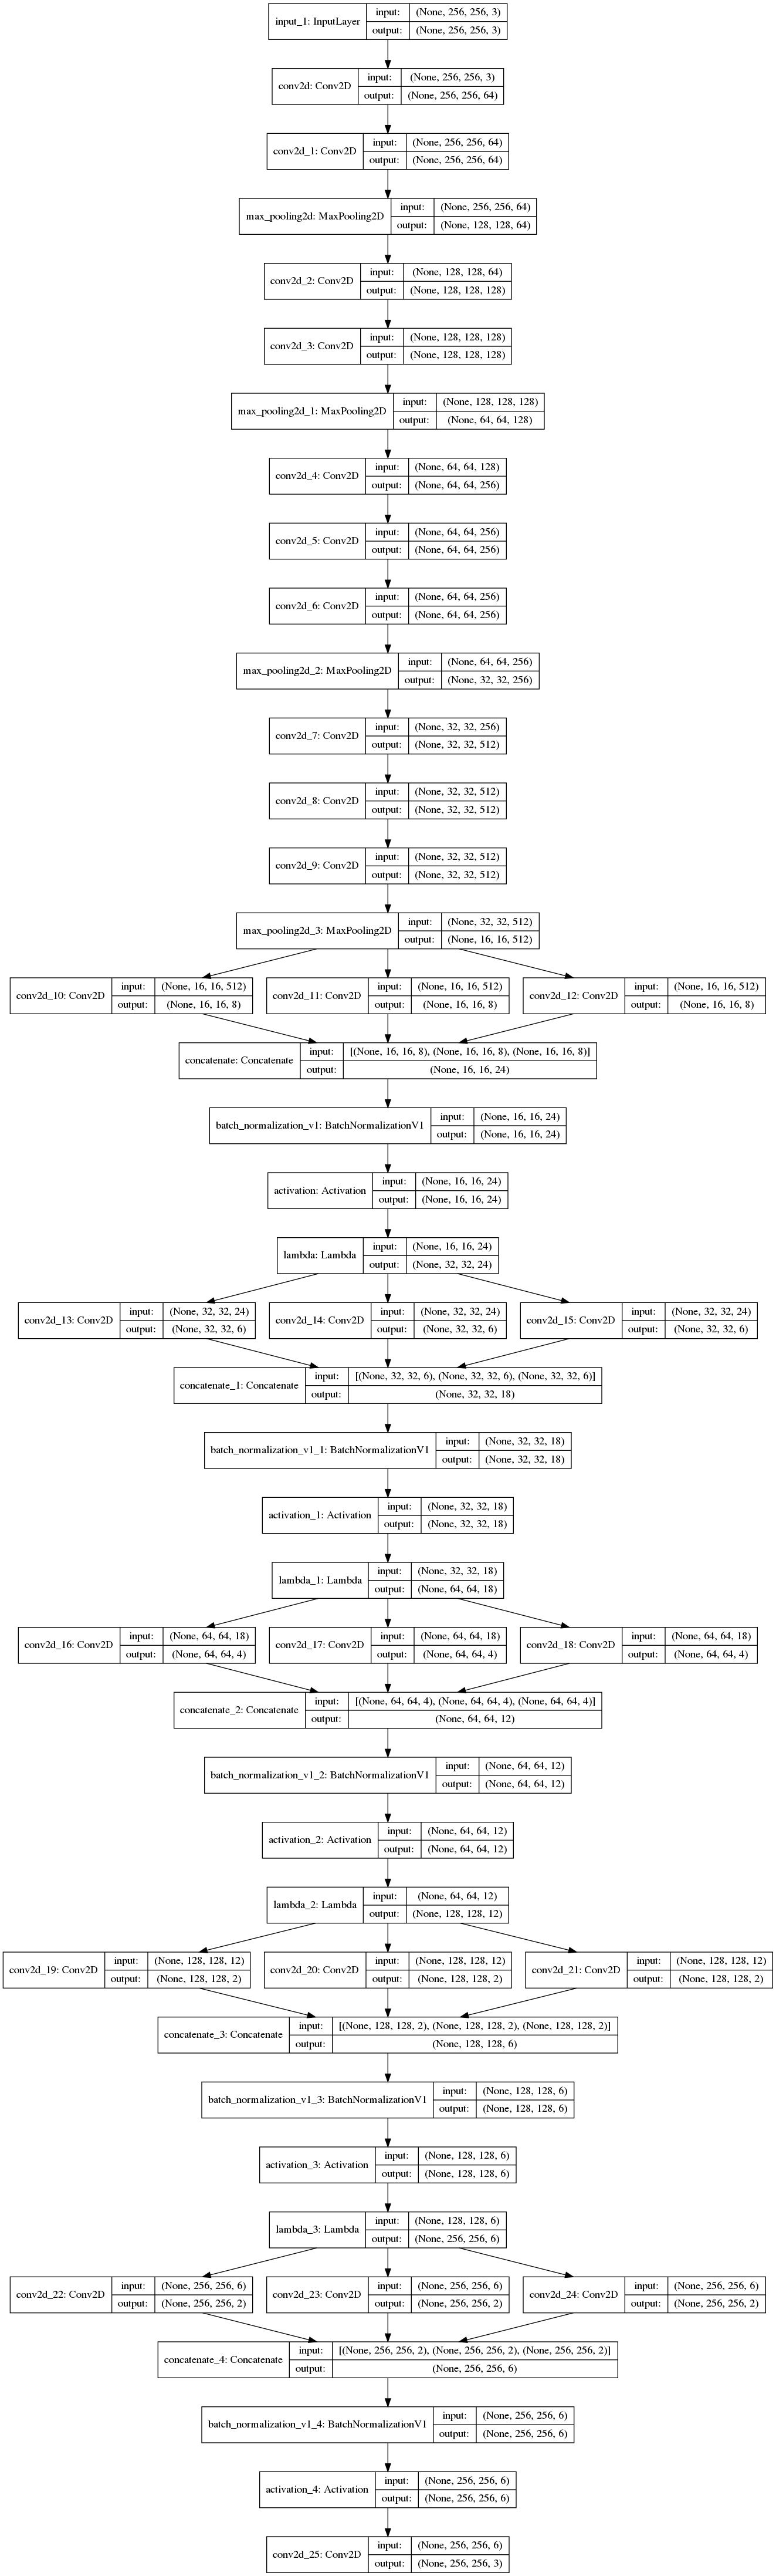 input_1: InputLayer input: (None, 256, 256, 3)
output: (None, 256, 256, 3)
conv2d: Conv2D input: (None, 256, 256, 3)
output: (None, 256, 256, 64)
conv2d_1: Conv2D input: (None, 256, 256, 64)
output: (None, 256, 256, 64)
max_pooling2d: MaxPooling2D input: (None, 256, 256, 64)
output: (None, 128, 128, 64)
conv2d_2: Conv2D input: (None, 128, 128, 64)
output: (None, 128, 128, 128)
conv2d_3: Conv2D input: (None, 128, 128, 128)
output: (None, 128, 128, 128)
max_pooling2d_1: MaxPooling2D input: (None, 128, 128, 128)
output: (None, 64, 64, 128)
conv2d_4: Conv2D input: (None, 64, 64, 128)
output: (None, 64, 64, 256)
conv2d_5: Conv2D input: (None, 64, 64, 256)
output: (None, 64, 64, 256)
conv2d_6: Conv2D input: (None, 64, 64, 256)
output: (None, 64, 64, 256)
max_pooling2d_2: MaxPooling2D input: (None, 64, 64, 256)
output: (None, 32, 32, 256)
conv2d_7: Conv2D input: (None, 32, 32, 256)
output: (None, 32, 32, 512)
conv2d_8: Conv2D input: (None, 32, 32, 512)
output: (None, 32, 32, 512)
conv2d_9: Conv2D input: (None, 32, 32, 512)
output: (None, 32, 32, 512)
max_pooling2d_3: MaxPooling2D input: (None, 32, 32, 512)
output: (None, 16, 16, 512)
conv2d_10: Conv2D input: (None, 16, 16, 512)
output: (None, 16, 16, 8)
conv2d_11: Conv2D input: (None, 16, 16, 512)
output: (None, 16, 16, 8)
conv2d_12: Conv2D input: (None, 16, 16, 512)
output: (None, 16, 16, 8)
concatenate: Concatenate input: [(None, 16, 16, 8), (None, 16, 16, 8), (None, 16, 16, 8)]
output: (None, 16, 16, 24)
batch_normalization_v1: BatchNormalizationV1 input: (None, 16, 16, 24)
output: (None, 16, 16, 24)
activation: Activation input: (None, 16, 16, 24)
output: (None, 16, 16, 24)
lambda: Lambda input: (None, 16, 16, 24)
output: (None, 32, 32, 24)
conv2d_13: Conv2D input: (None, 32, 32, 24)
output: (None, 32, 32, 6)
conv2d_14: Conv2D input: (None, 32, 32, 24)
output: (None, 32, 32, 6)
conv2d_15: Conv2D input: (None, 32, 32, 24)
output: (None, 32, 32, 6)
concatenate_1: Concatenate input: [(None, 32, 32, 6), (None, 32, 32, 6), (None, 32, 32, 6)]
output: (None, 32, 32, 18)
batch_normalization_v1_1: BatchNormalizationV1 input: (None, 32, 32, 18)
output: (None, 32, 32, 18)
activation_1: Activation input: (None, 32, 32, 18)
output: (None, 32, 32, 18)
lambda_1: Lambda input: (None, 32, 32, 18)
output: (None, 64, 64, 18)
conv2d_16: Conv2D input: (None, 64, 64, 18)
output: (None, 64, 64, 4)
conv2d_17: Conv2D input: (None, 64, 64, 18)
output: (None, 64, 64, 4)
conv2d_18: Conv2D input: (None, 64, 64, 18)
output: (None, 64, 64, 4)
concatenate_2: Concatenate input: [(None, 64, 64, 4), (None, 64, 64, 4), (None, 64, 64, 4)]
output: (None, 64, 64, 12)
batch_normalization_v1_2: BatchNormalizationV1 input: (None, 64, 64, 12)
output: (None, 64, 64, 12)
activation_2: Activation input: (None, 64, 64, 12)
output: (None, 64, 64, 12)
lambda_2: Lambda input: (None, 64, 64, 12)
output: (None, 128, 128, 12)
conv2d_19: Conv2D input: (None, 128, 128, 12)
output: (None, 128, 128, 2)
conv2d_20: Conv2D input: (None, 128, 128, 12)
output: (None, 128, 128, 2)
conv2d_21: Conv2D input: (None, 128, 128, 12)
output: (None, 128, 128, 2)
concatenate_3: Concatenate input: [(None, 128, 128, 2), (None, 128, 128, 2), (None, 128, 128, 2)]
output: (None, 128, 128, 6)
batch_normalization_v1_3: BatchNormalizationV1 input: (None, 128, 128, 6)
output: (None, 128, 128, 6)
activation_3: Activation input: (None, 128, 128, 6)
output: (None, 128, 128, 6)
lambda_3: Lambda input: (None, 128, 128, 6)
output: (None, 256, 256, 6)
conv2d_22: Conv2D input: (None, 256, 256, 6)
output: (None, 256, 256, 2)
conv2d_23: Conv2D input: (None, 256, 256, 6)
output: (None, 256, 256, 2)
conv2d_24: Conv2D input: (None, 256, 256, 6)
output: (None, 256, 256, 2)
concatenate_4: Concatenate input: [(None, 256, 256, 2), (None, 256, 256, 2), (None, 256, 256, 2)]
output: (None, 256, 256, 6)
batch_normalization_v1_4: BatchNormalizationV1 input: (None, 256, 256, 6)
output: (None, 256, 256, 6)
activation_4: Activation input: (None, 256, 256, 6)
output: (None, 256, 256, 6)
conv2d_25: Conv2D input: (None, 256, 256, 6)
output: (None, 256, 256, 3)